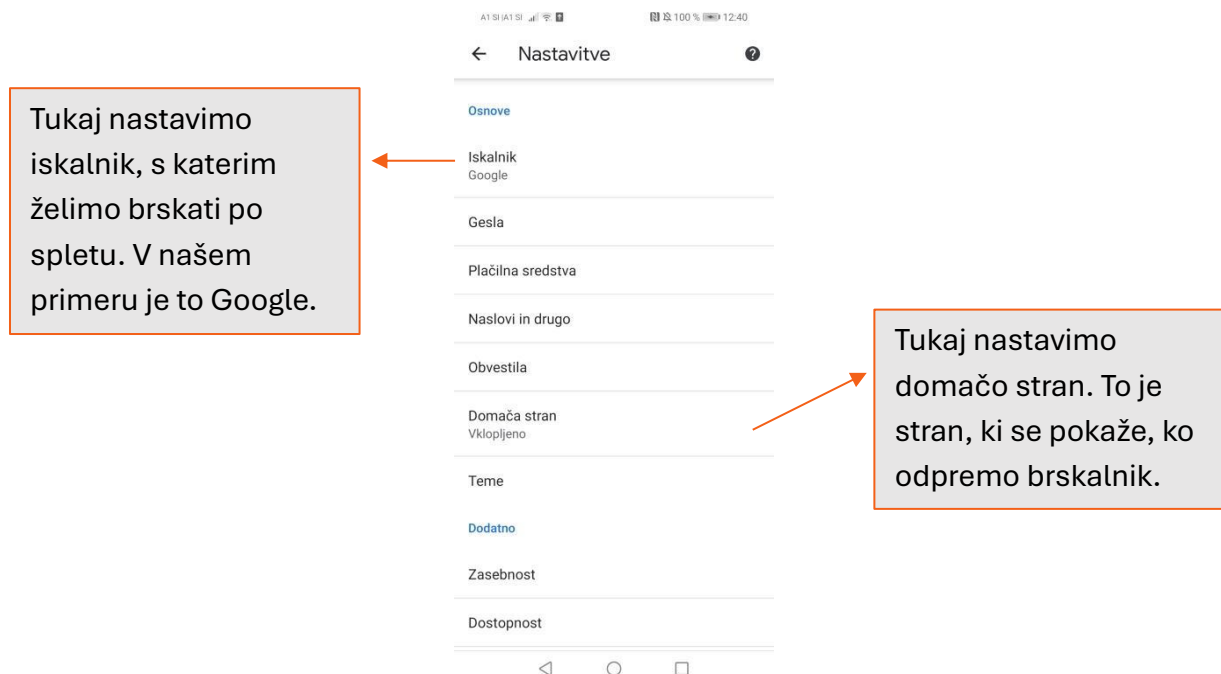 A1 SI |A1 SI
100 % 12:40
Nastavitve
Osnove
Tukaj nastavimo
iskalnik, s katerim
želimo brskati po
spletu. V našem
primeru je to Google.
Iskalnik
Google
Gesla
Plačilna sredstva
Naslovi in drugo
Obvestila
Domača stran
Vklopljeno
Tukaj nastavimo
domačo stran. To je
stran, ki se pokaže, ko
odpremo brskalnik.
Teme
Dodatno
Zasebnost
Dostopnost